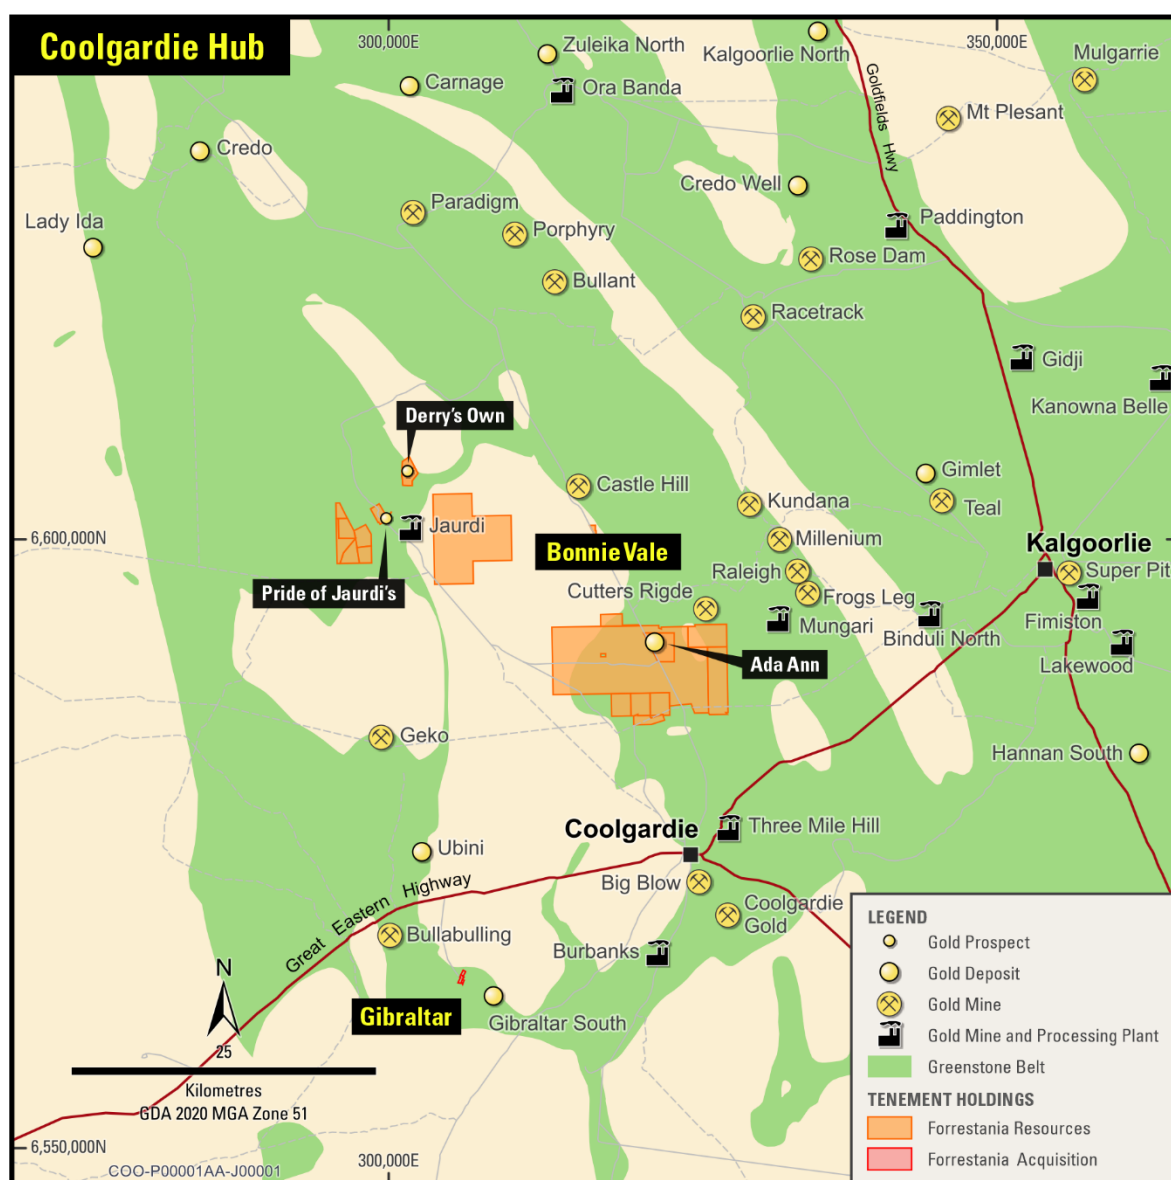 Coolgardie Hub
300,000E
350,000E
Zuleika North
Kalgoorlie North
Mulgarrie
Carnage
Ora Banda
Goldfields Hwy
Mt Plesant
Credo
Credo Well
Paradigm
Paddington
Lady Ida
Porphyry
Rose Dam
Bullant
Racetrack
Gidji
Kanowna Belle
Derry's Own
Gimlet
Castle Hill
Kundana
Teal
Jaurdi
6,600,000N
Bonnie Vale
Millenium
Kalgoorlie
Raleigh
Super Pit
Pride of Jaurdi's
Cutters Rigde
Frogs Leg
Fimiston
Mungari
Binduli North
Lakewood
Ada Ann
Geko
Hannan South
Coolgardie
Three Mile Hill
Ubini
Big Blow
Great Eastern Highway
Coolgardie
Gold
Bullabulling
Burbanks
N
Gibraltar
Gibraltar South
25
Kilometres
GDA 2020 MGA Zone 51
6,550,000N
300,000E
COO-P00001AA-J00001
LEGEND
Gold Prospect
Gold Deposit
Gold Mine
Gold Mine and Processing Plant
Greenstone Belt
TENEMENT HOLDINGS
Forrestania Resources
Forrestania Acquisition